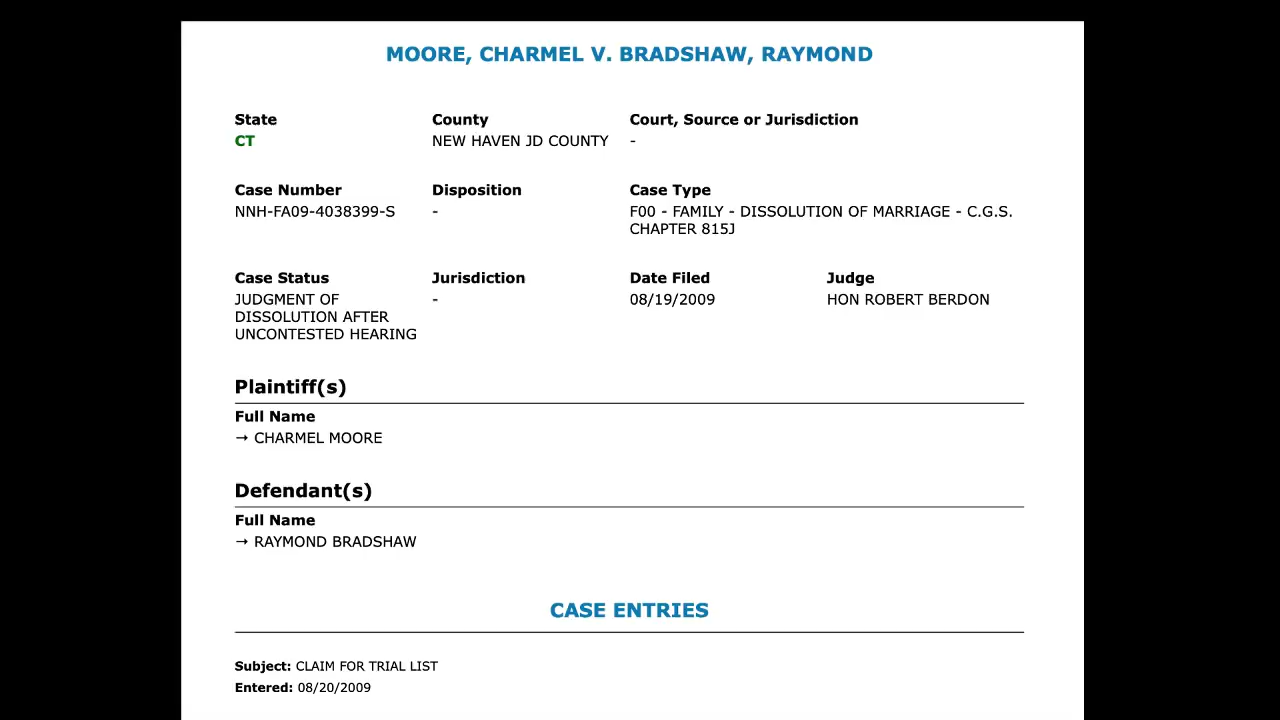 MOORE, CHARMEL V. BRADSHAW, RAYMOND
State County Court, Source or Jurisdiction
CT NEW HAVEN JD COUNTY -
Case Number Disposition Case Type
NNH-FA09-4038399-S - F00 - FAMILY - DISSOLUTION OF MARRIAGE - C.G.S.
CHAPTER 815J
Case Status Jurisdiction Date Filed Judge
JUDGMENT OF - 08/19/2009 HON ROBERT BERDON
DISSOLUTION AFTER
UNCONTESTED HEARING
Plaintiff(s)
Full Name
→ CHARMEL MOORE
Defendant(s)
Full Name
→ RAYMOND BRADSHAW
CASE ENTRIES
Subject: CLAIM FOR TRIAL LIST
Entered: 08/20/2009